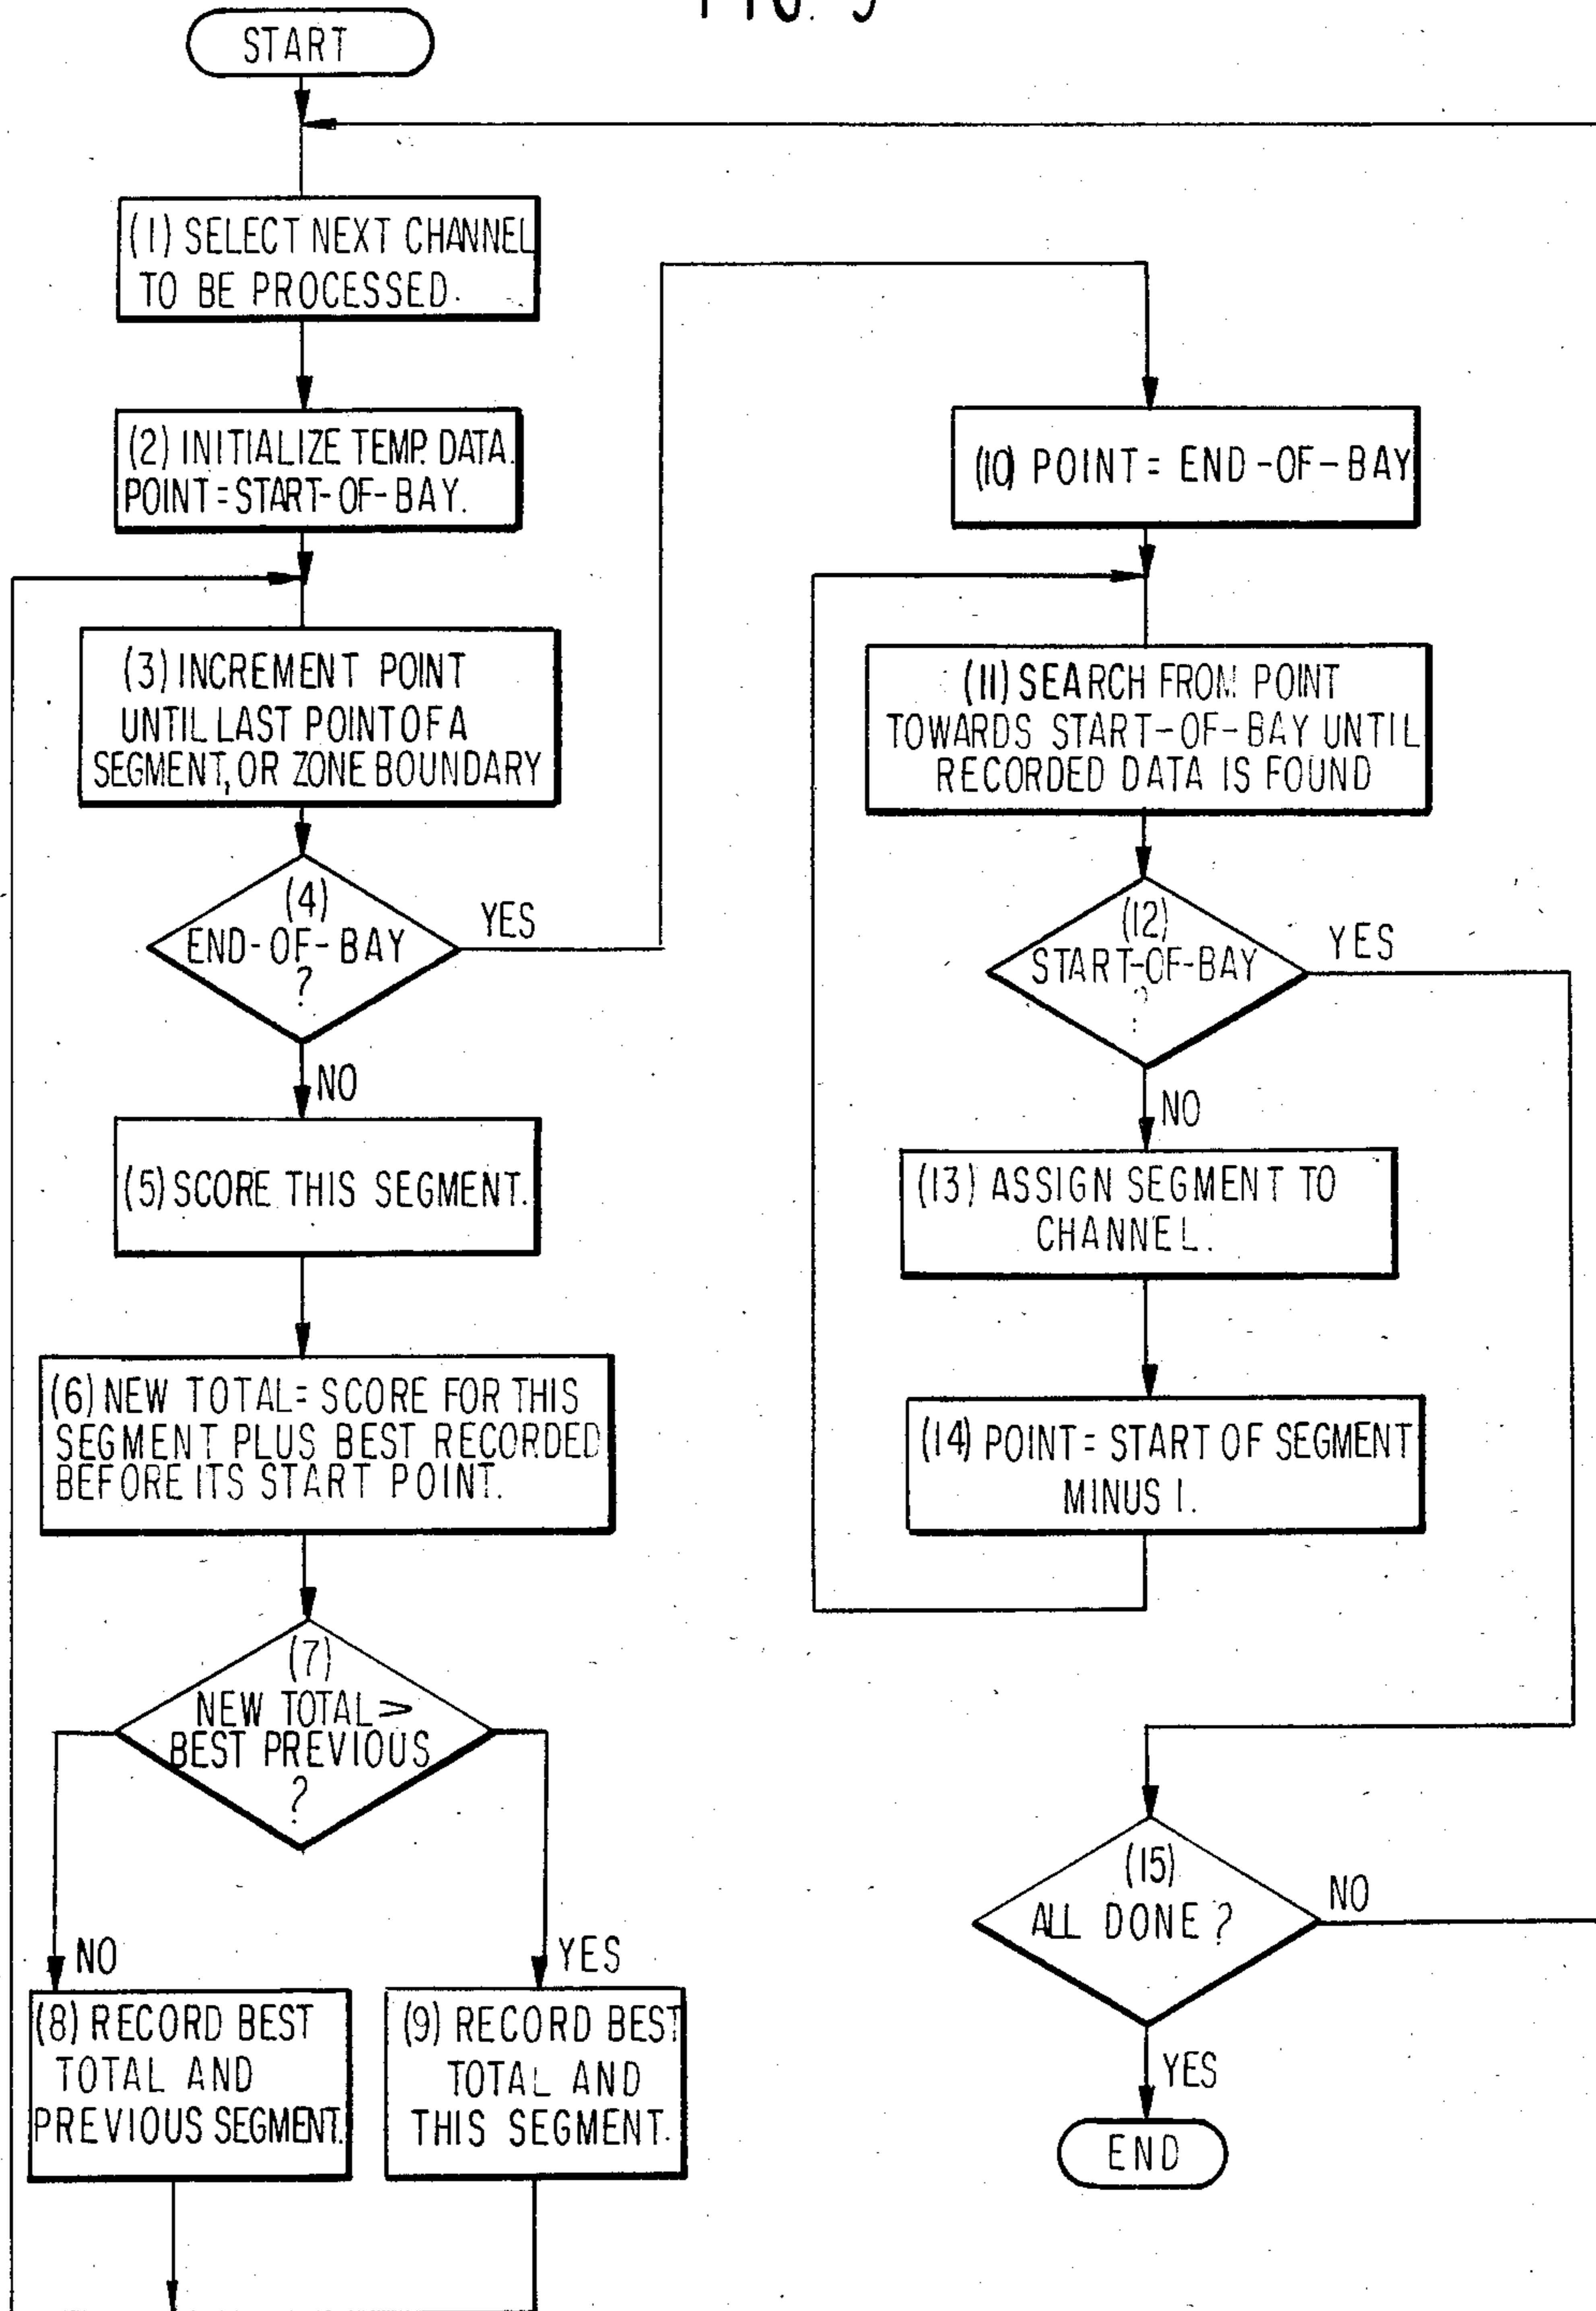 START
(1) SELECT NEXT CHANNEL
TO BE PROCESSED.
(2) INITIALIZE TEMP. DATA.
POINT = START-OF-BAY.
(3) INCREMENT POINT
UNTIL LAST POINT OF A
SEGMENT, OR ZONE BOUNDARY
(4)
END-OF-BAY
?
YES
NO
(5) SCORE THIS SEGMENT.
(6) NEW TOTAL = SCORE FOR THIS
SEGMENT PLUS BEST RECORDED
BEFORE ITS START POINT.
(7)
NEW TOTAL >
BEST PREVIOUS
?
NO
YES
(8) RECORD BEST
TOTAL AND
PREVIOUS SEGMENT.
(9) RECORD BEST
TOTAL AND
THIS SEGMENT.
(10) POINT = END-OF-BAY
(11) SEARCH FROM POINT
TOWARDS START-OF-BAY UNTIL
RECORDED DATA IS FOUND
(12)
START-OF-BAY
?
YES
NO
(13) ASSIGN SEGMENT TO
CHANNEL.
(14) POINT = START OF SEGMENT
MINUS 1.
(15)
ALL DONE ?
NO
YES
END